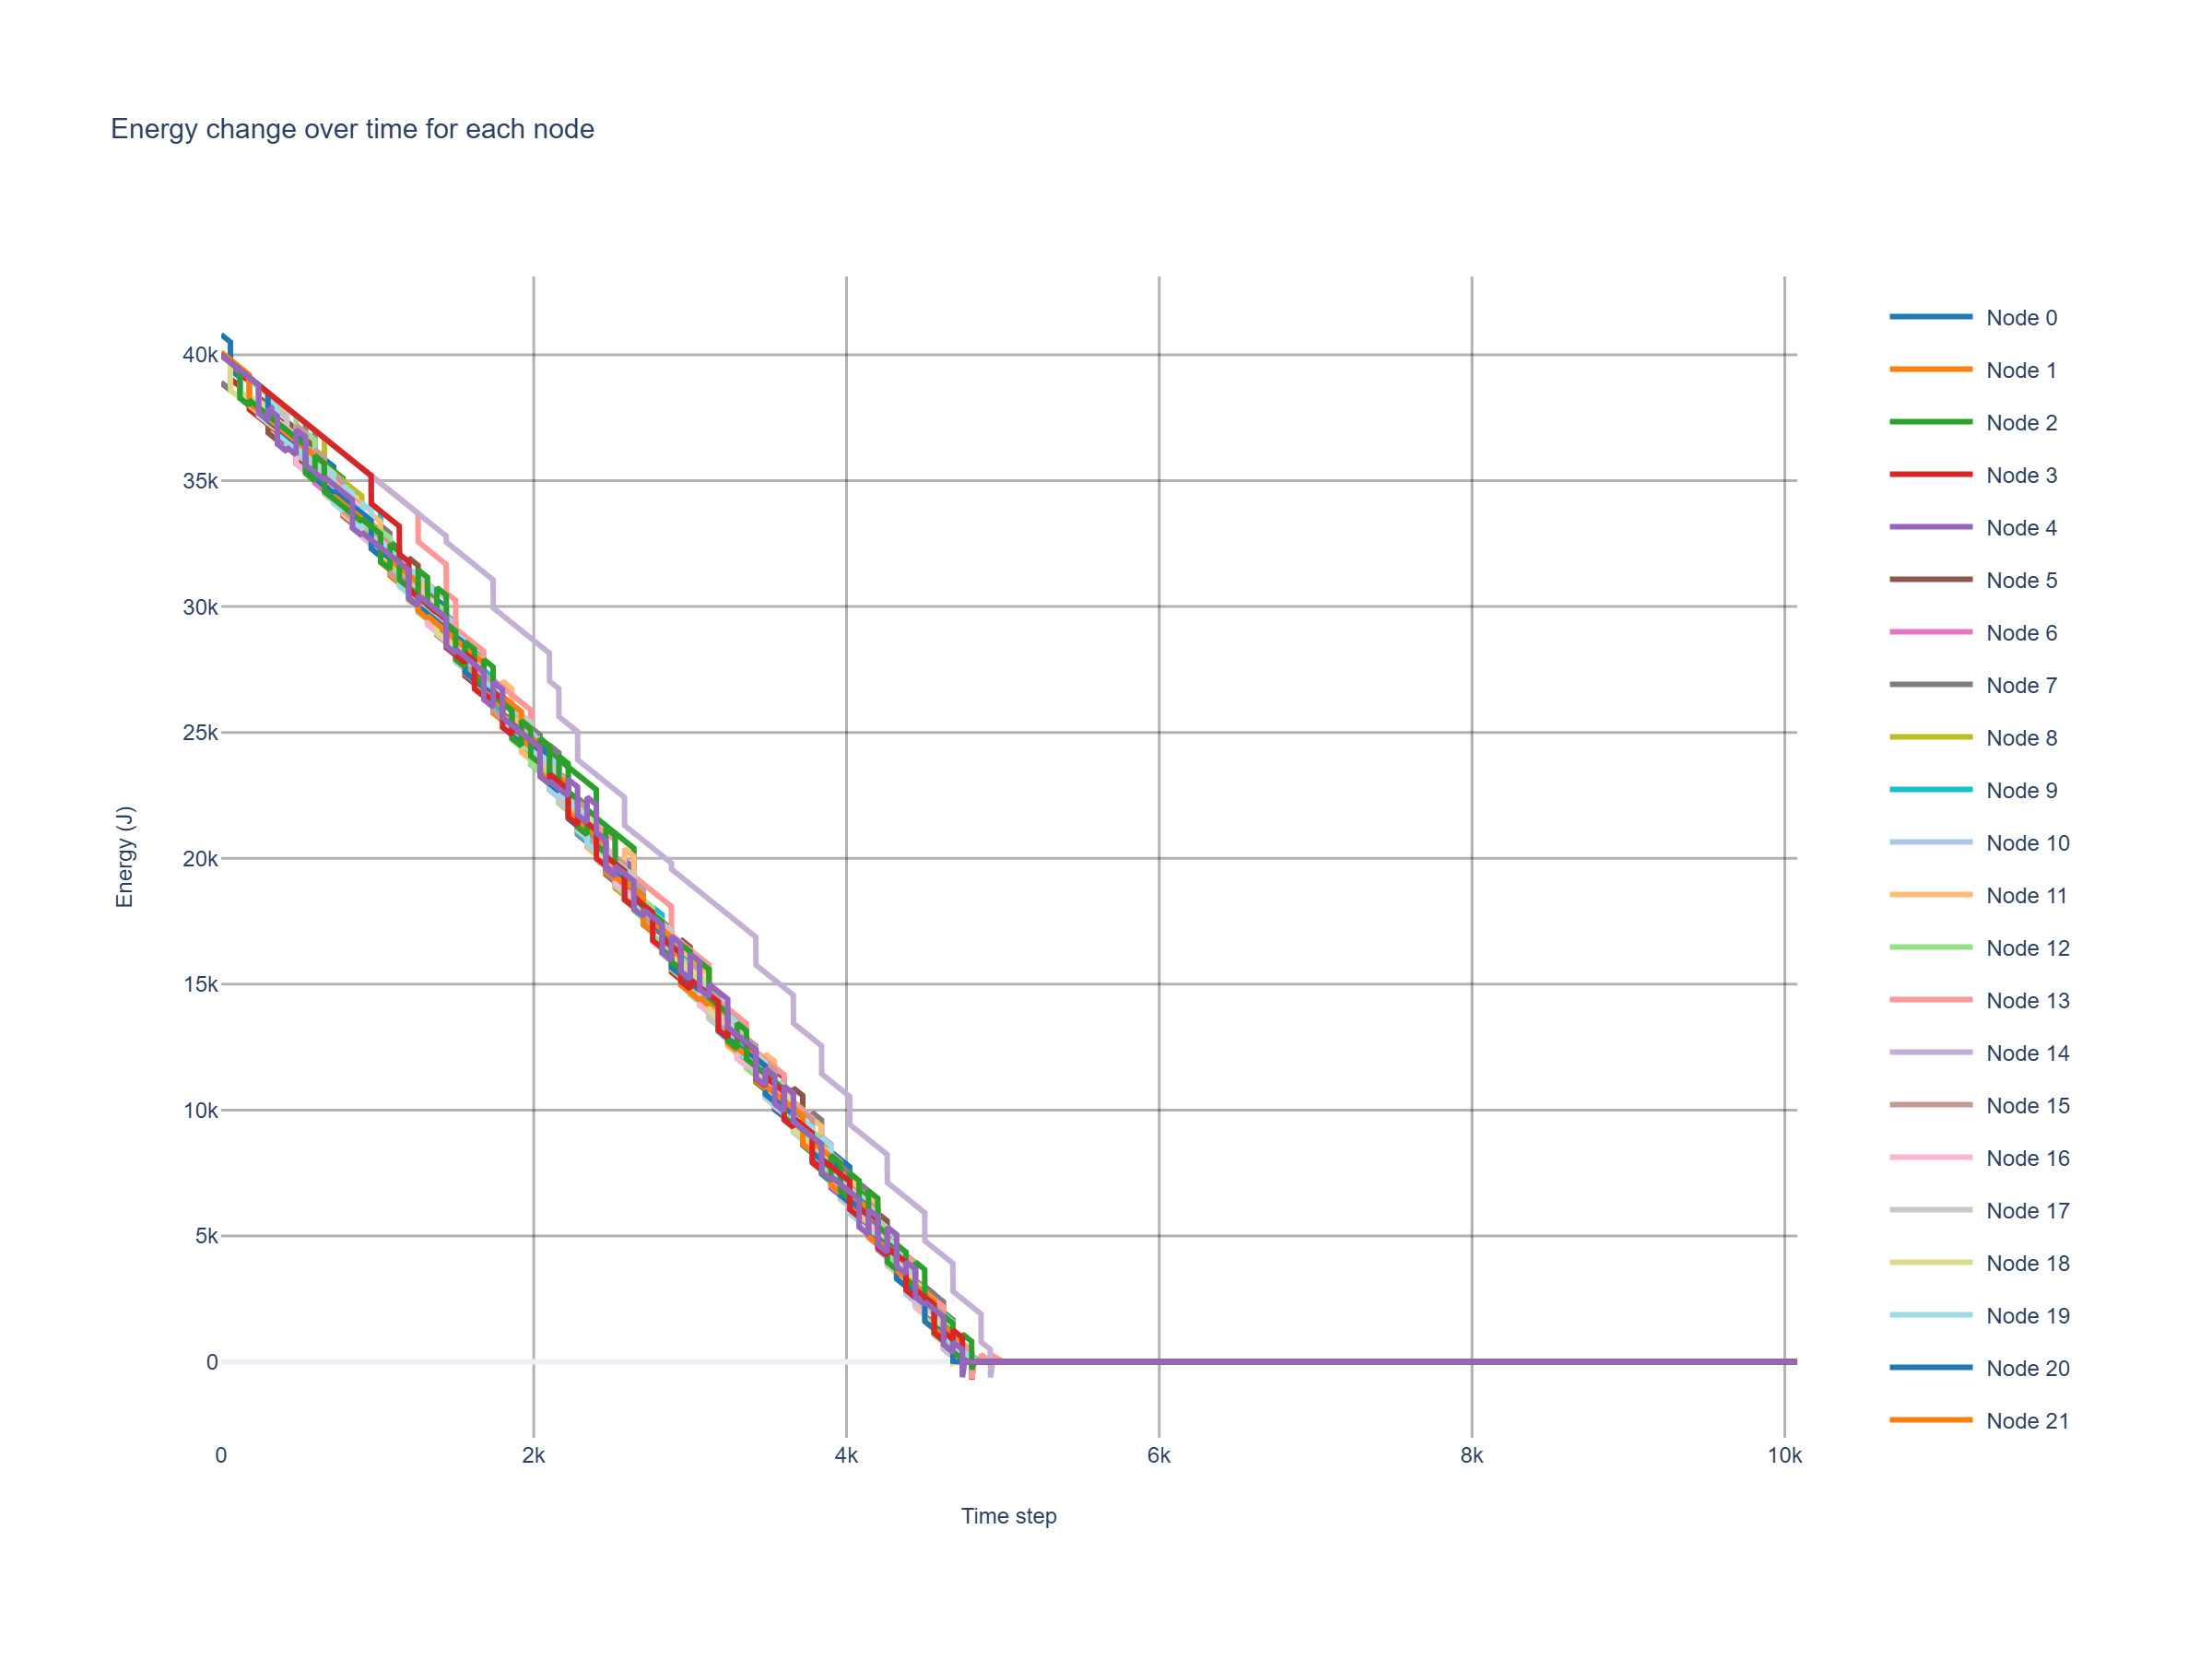 Energy change over time for each node
40k
35k
30k
25k
20k
15k
10k
5k
0
Energy (J)
0 2k 4k 6k 8k 10k
Time step
Node 0
Node 1
Node 2
Node 3
Node 4
Node 5
Node 6
Node 7
Node 8
Node 9
Node 10
Node 11
Node 12
Node 13
Node 14
Node 15
Node 16
Node 17
Node 18
Node 19
Node 20
Node 21